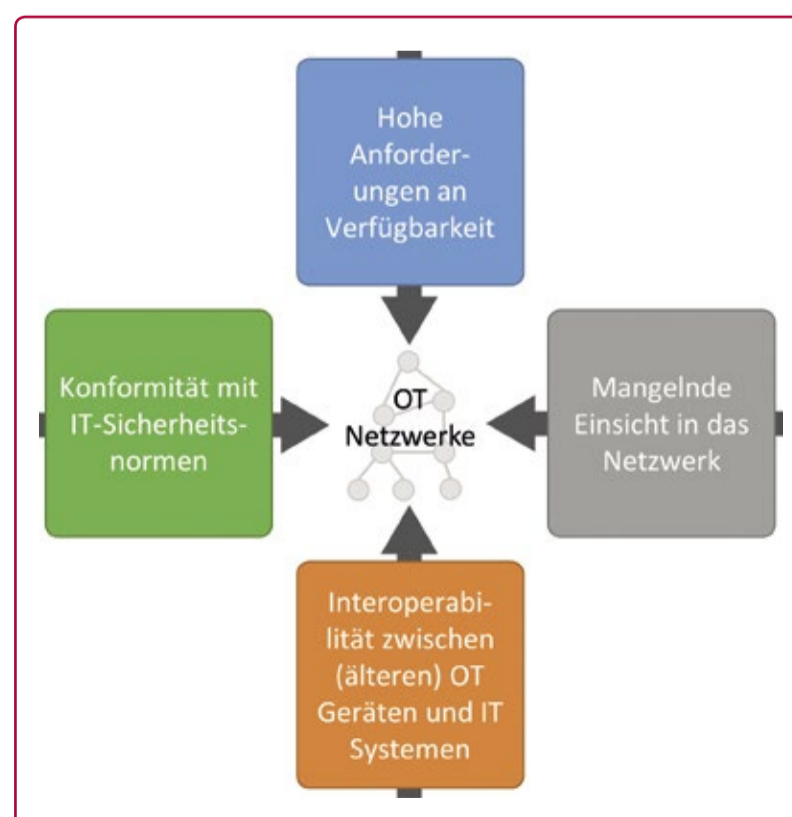 Hohe
Anforder-
ungen an
Verfügbarkeit
Konformität mit
IT-Sicherheits-
normen
OT
Netzwerke
Mangelnde
Einsicht in das
Netzwerk
Interoperabi-
lität zwischen
(älteren) OT
Geräten und IT
Systemen